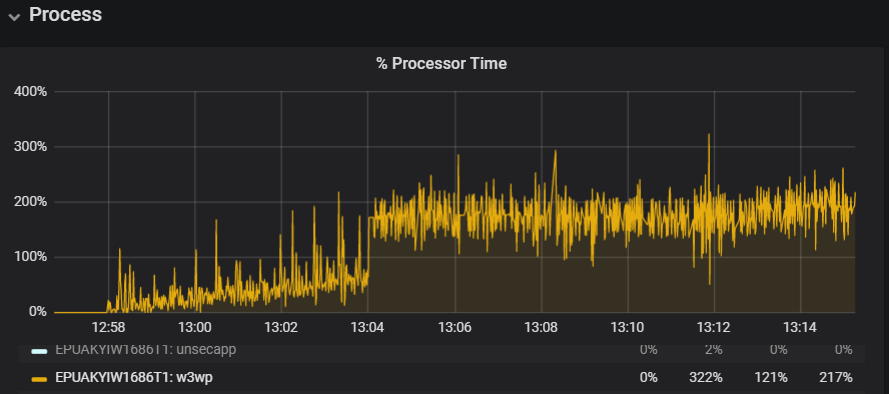 Process
% Processor Time
400%
300%
200%
100%
0%
12:58 13:00 13:02 13:04 13:06 13:08 13:10 13:12 13:14
EPUAKYIW1686T1: unsecapp 0% 2% 0% 0%
EPUAKYIW1686T1: w3wp 0% 322% 121% 217%